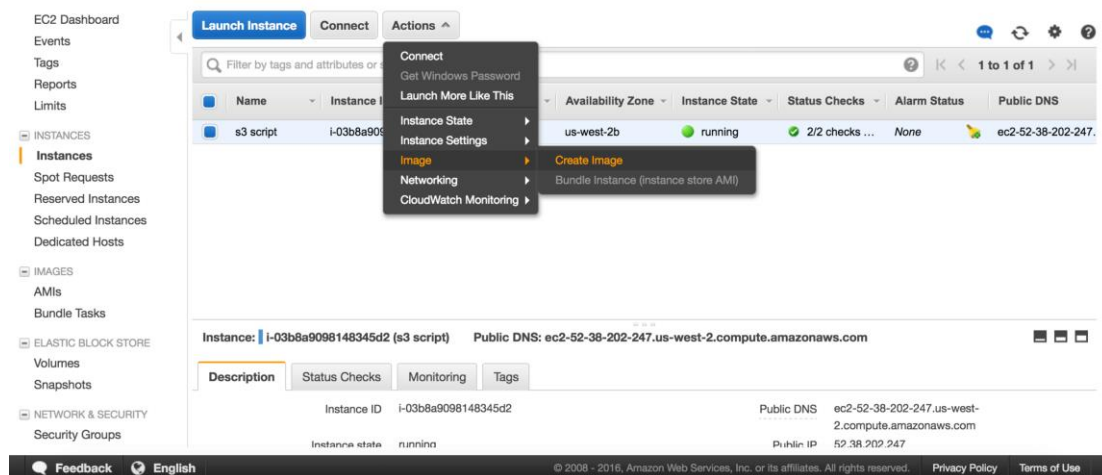 EC2 Dashboard
Events
Tags
Reports
Limits
INSTANCES
Instances
Spot Requests
Reserved Instances
Scheduled Instances
Dedicated Hosts
IMAGES
AMIs
Bundle Tasks
ELASTIC BLOCK STORE
Volumes
Snapshots
NETWORK & SECURITY
Security Groups
Launch Instance Connect Actions
Filter by tags and attributes or 1 to 1 of 1
Name Instance I Availability Zone Instance State Status Checks Alarm Status Public DNS
s3 script i-03b8a909 us-west-2b running 2/2 checks ... None ec2-52-38-202-247.
Connect
Get Windows Password
Launch More Like This
Instance State
Instance Settings
Image
Networking
CloudWatch Monitoring
Create Image
Bundle Instance (instance store AMI)
Instance: i-03b8a9098148345d2 (s3 script) Public DNS: ec2-52-38-202-247.us-west-2.compute.amazonaws.com
Description Status Checks Monitoring Tags
Instance ID i-03b8a9098148345d2 Public DNS ec2-52-38-202-247.us-west-
2.compute.amazonaws.com
Instance state running Public IP 52.38.202.247
Feedback English © 2008 - 2016, Amazon Web Services, Inc. or its affiliates. All rights reserved. Privacy Policy Terms of Use